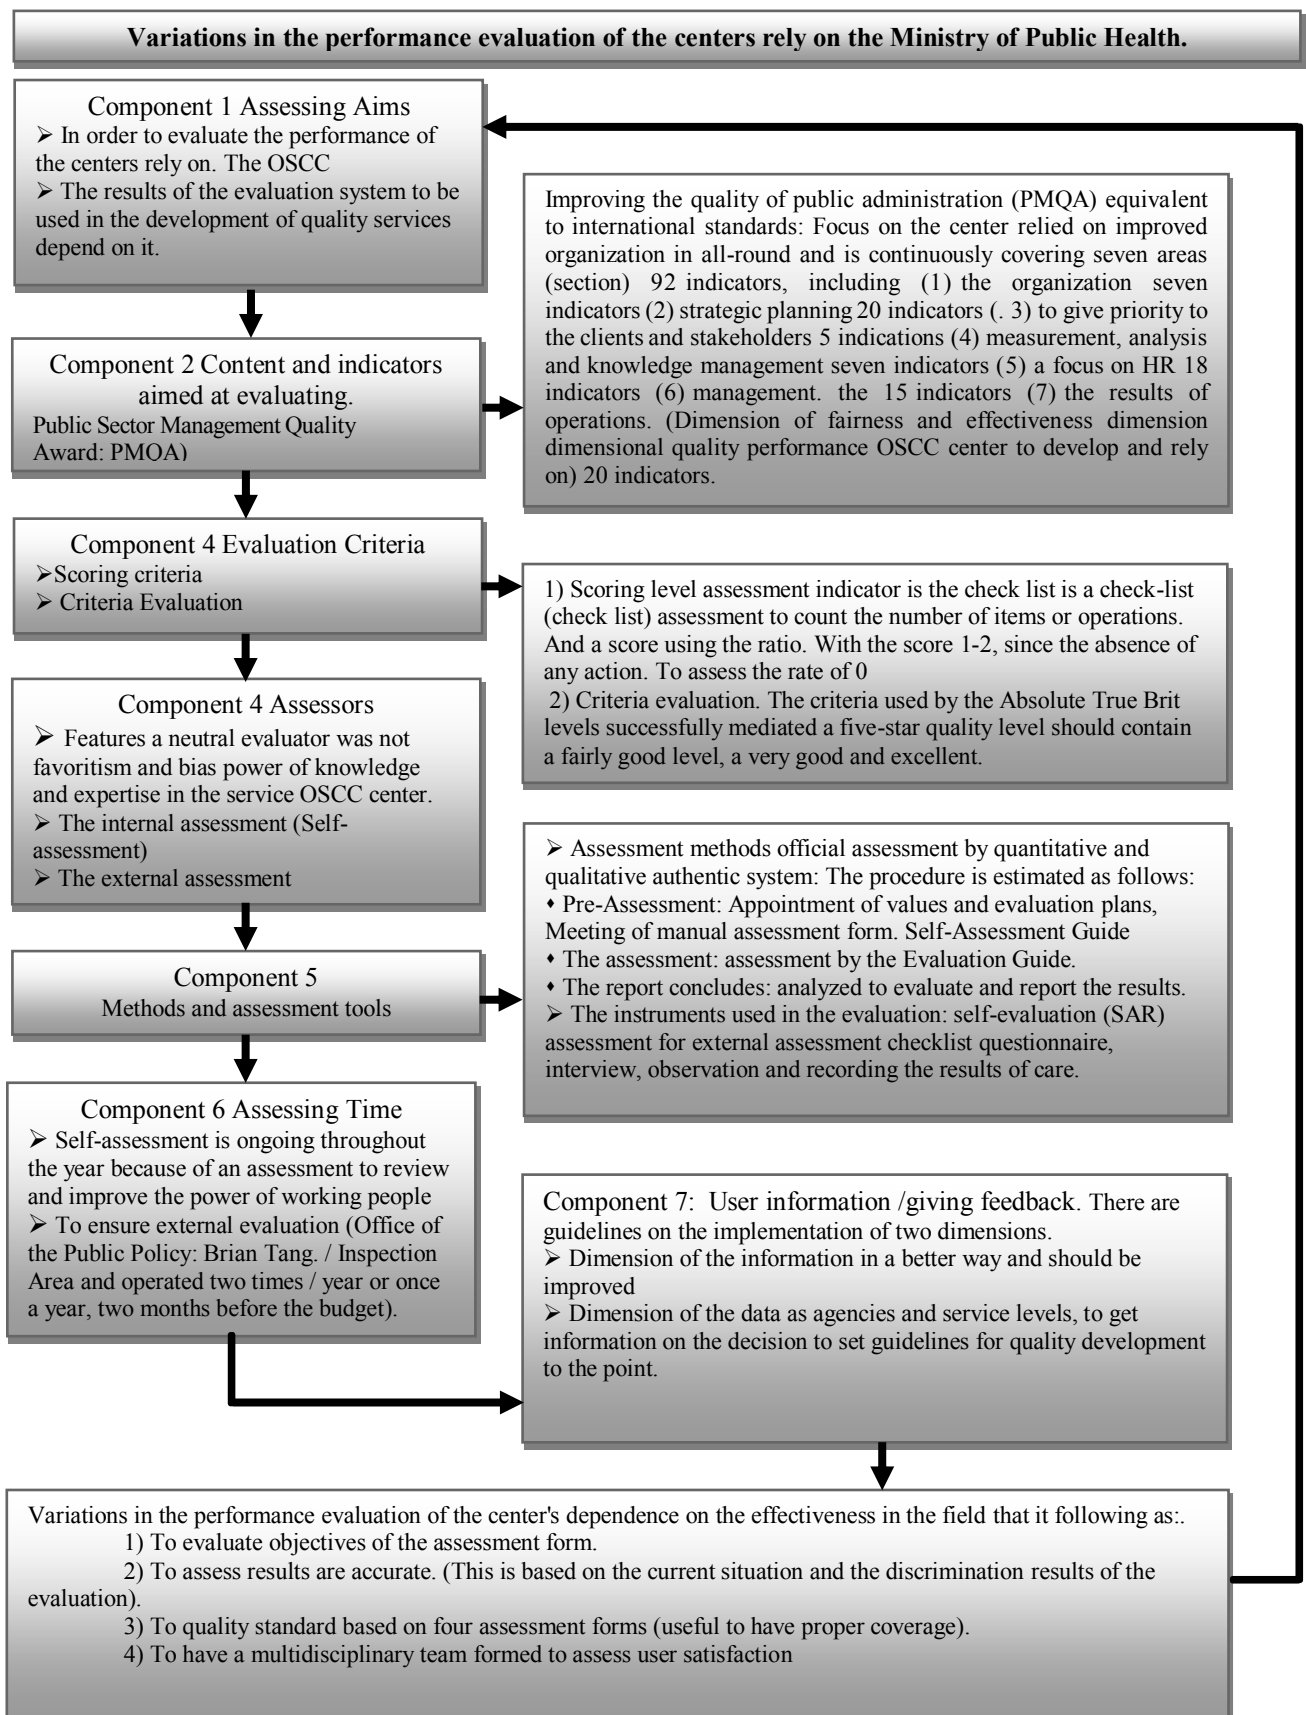 Variations in the performance evaluation of the centers rely on the Ministry of Public Health.
Component 1 Assessing Aims
➢ In order to evaluate the performance of
the centers rely on. The OSCC
➢ The results of the evaluation system to be
used in the development of quality services
depend on it.
Improving the quality of public administration (PMQA) equivalent
to international standards: Focus on the center relied on improved
organization in all-round and is continuously covering seven areas
(section) 92 indicators, including (1) the organization seven
indicators (2) strategic planning 20 indicators (. 3) to give priority to
the clients and stakeholders 5 indications (4) measurement, analysis
and knowledge management seven indicators (5) a focus on HR 18
indicators (6) management. the 15 indicators (7) the results of
operations. (Dimension of fairness and effectiveness dimension
dimensional quality performance OSCC center to develop and rely
on) 20 indicators.
Component 2 Content and indicators
aimed at evaluating.
Public Sector Management Quality
Award: PMQA)
Component 4 Evaluation Criteria
➢Scoring criteria
➢ Criteria Evaluation
1) Scoring level assessment indicator is the check list is a check-list
(check list) assessment to count the number of items or operations.
And a score using the ratio. With the score 1-2, since the absence of
any action. To assess the rate of 0
2) Criteria evaluation. The criteria used by the Absolute True Brit
levels successfully mediated a five-star quality level should contain
a fairly good level, a very good and excellent.
Component 4 Assessors
➢ Features a neutral evaluator was not
favoritism and bias power of knowledge
and expertise in the service OSCC center.
➢ The internal assessment (Self-
assessment)
➢ The external assessment
➢ Assessment methods official assessment by quantitative and
qualitative authentic system: The procedure is estimated as follows:
⬩ Pre-Assessment: Appointment of values and evaluation plans,
Meeting of manual assessment form. Self-Assessment Guide
⬩ The assessment: assessment by the Evaluation Guide.
⬩ The report concludes: analyzed to evaluate and report the results.
➢ The instruments used in the evaluation: self-evaluation (SAR)
assessment for external assessment checklist questionnaire,
interview, observation and recording the results of care.
Component 5
Methods and assessment tools
Component 6 Assessing Time
➢ Self-assessment is ongoing throughout
the year because of an assessment to review
and improve the power of working people
➢ To ensure external evaluation (Office of
the Public Policy: Brian Tang. / Inspection
Area and operated two times / year or once
a year, two months before the budget).
Component 7: User information /giving feedback. There are
guidelines on the implementation of two dimensions.
➢ Dimension of the information in a better way and should be
improved
➢ Dimension of the data as agencies and service levels, to get
information on the decision to set guidelines for quality development
to the point.
Variations in the performance evaluation of the center's dependence on the effectiveness in the field that it following as:.
1) To evaluate objectives of the assessment form.
2) To assess results are accurate. (This is based on the current situation and the discrimination results of the
evaluation).
3) To quality standard based on four assessment forms (useful to have proper coverage).
4) To have a multidisciplinary team formed to assess user satisfaction